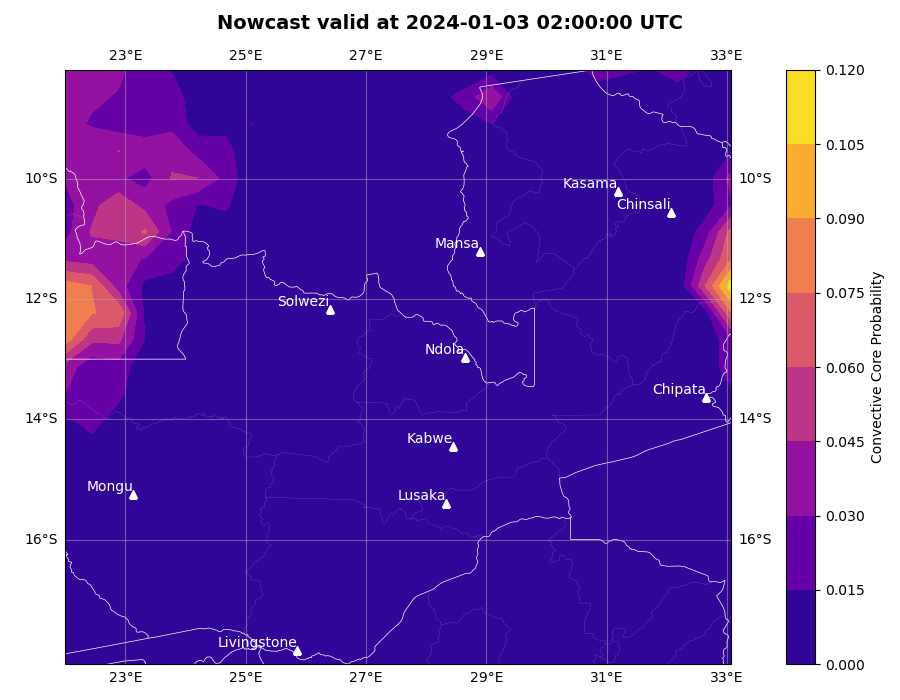 Nowcast valid at 2024-01-03 02:00:00 UTC
23°E 25°E 27°E 29°E 31°E 33°E
0.120
0.105
10°S Kasama 10°S
Chinsali
0.090
Mansa
12°S Solwezi 12°S
0.075
Ndola
0.060
Chipata
14°S 14°S
Kabwe
0.045
Mongu
Lusaka
0.030
16°S 16°S
0.015
Livingstone
0.000
23°E 25°E 27°E 29°E 31°E 33°E
Convective Core Probability